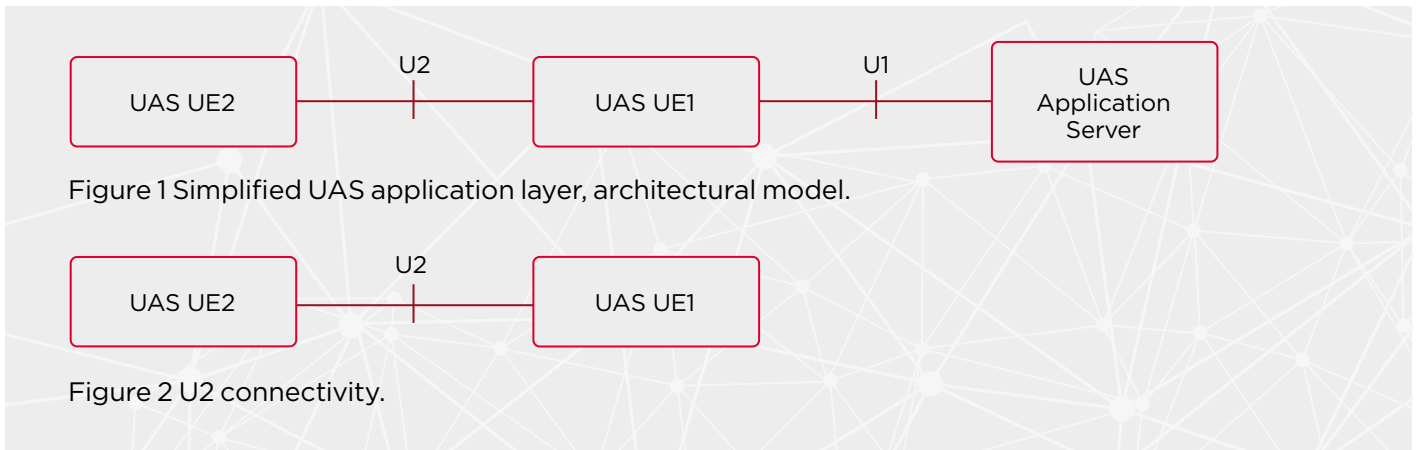 U2
U1
UAS UE2
UAS UE1
UAS
Application
Server
Figure 1 Simplified UAS application layer, architectural model.
U2
UAS UE2
UAS UE1
Figure 2 U2 connectivity.